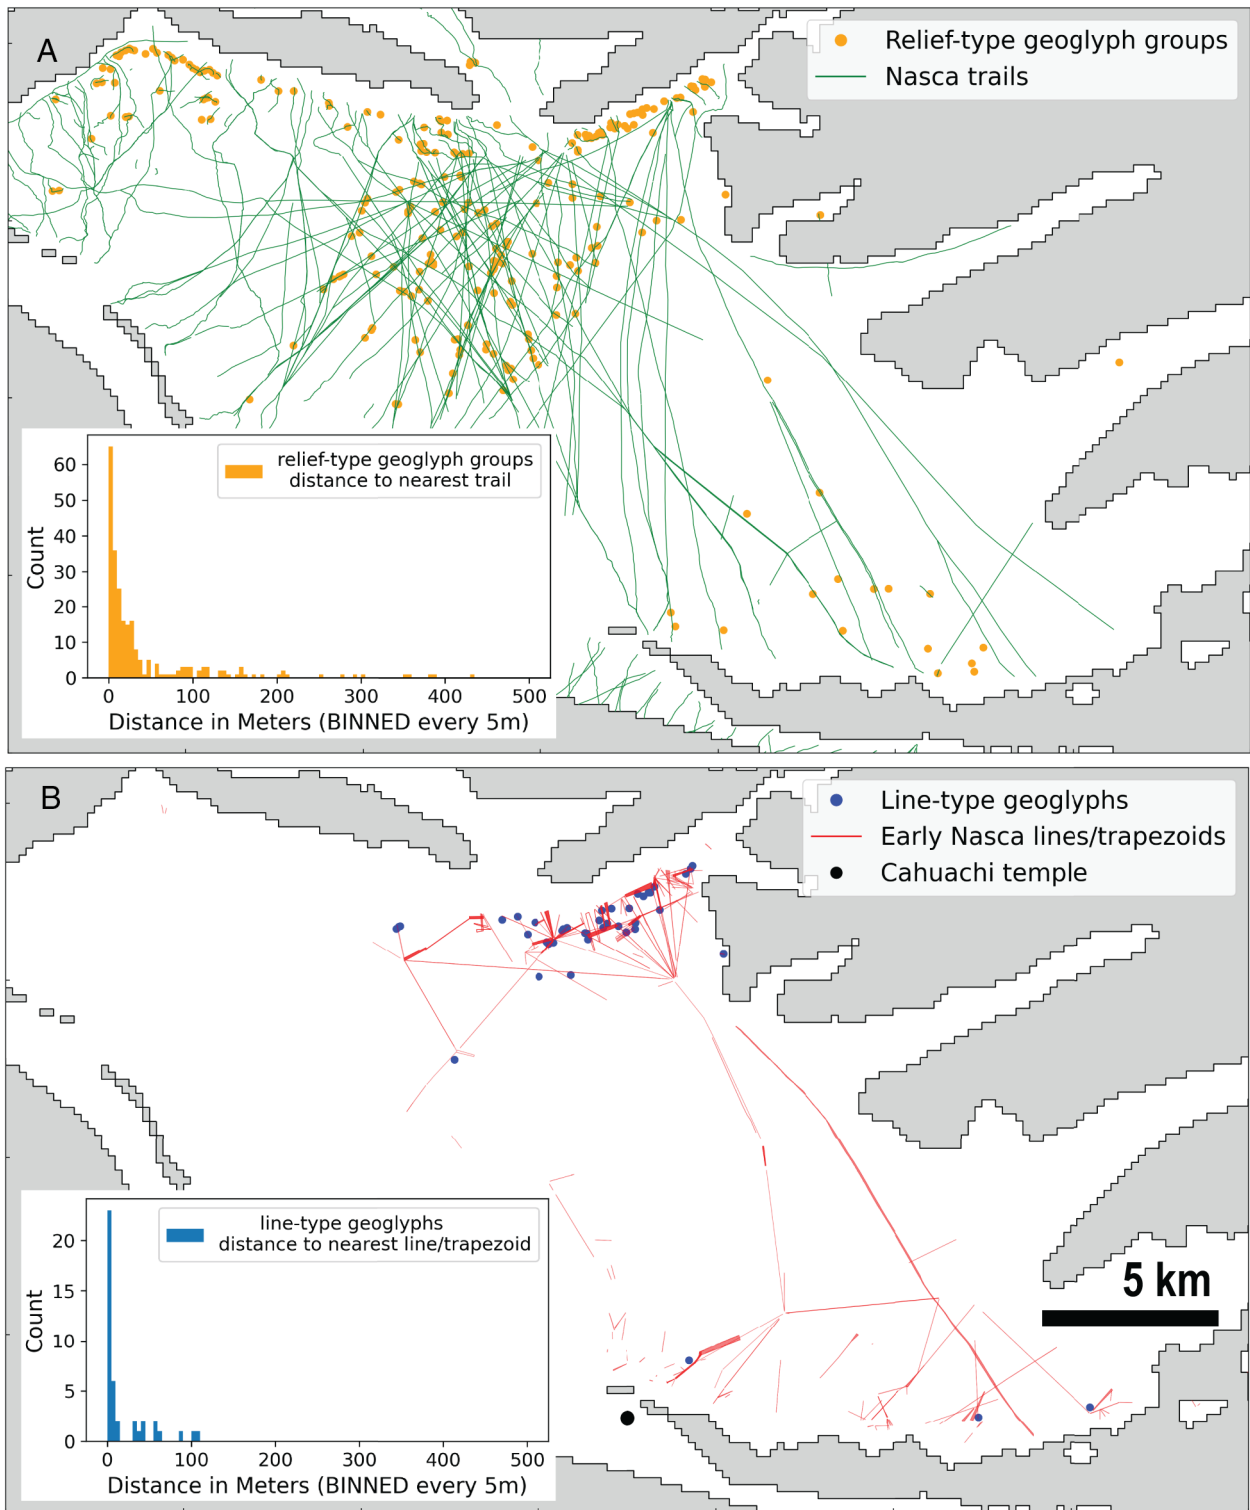 A
Relief-type geoglyph groups
Nasca trails
relief-type geoglyph groups
distance to nearest trail
60
50
40
30
20
10
0
Count
0 100 200 300 400 500
Distance in Meters (BINNED every 5m)
B
Line-type geoglyphs
Early Nasca lines/trapezoids
Cahuachi temple
line-type geoglyphs
distance to nearest line/trapezoid
20
15
10
5
0
Count
0 100 200 300 400 500
Distance in Meters (BINNED every 5m)
5 km